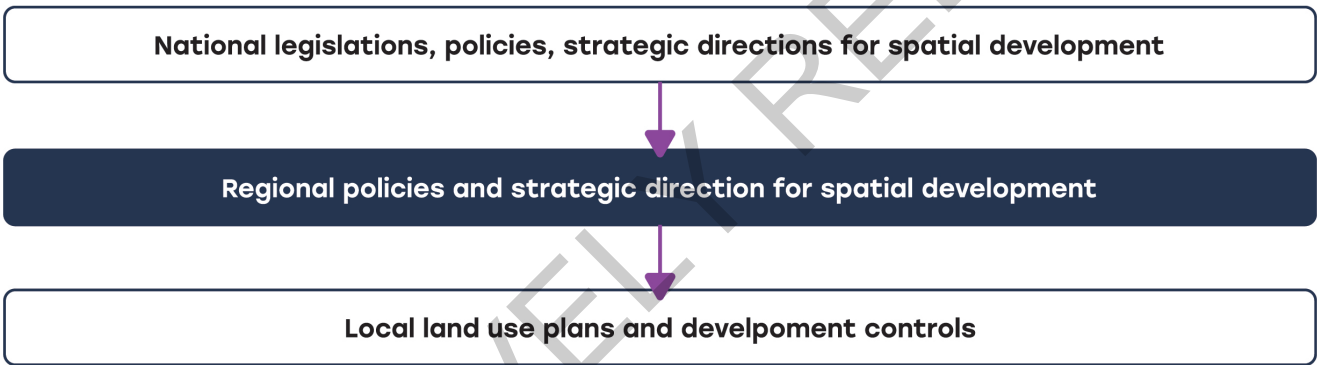 National legislations, policies, strategic directions for spatial development
Regional policies and strategic direction for spatial development
Local land use plans and develpoment controls